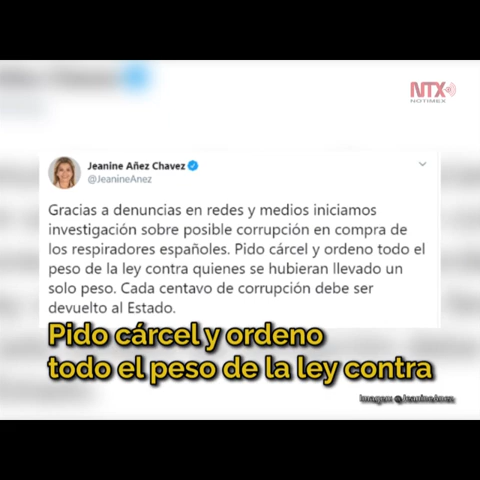 NTX
NOTIMEX
Jeanine Añez Chavez
@JeanineAnez
Gracias a denuncias en redes y medios iniciamos
investigación sobre posible corrupción en compra de
los respiradores españoles. Pido cárcel y ordeno todo el
peso de la ley contra quienes se hubieran llevado un
solo peso. Cada centavo de corrupción debe ser
devuelto al Estado.
Pido cárcel y ordeno
todo el peso de la ley contra
Imagen @JeanineAnez